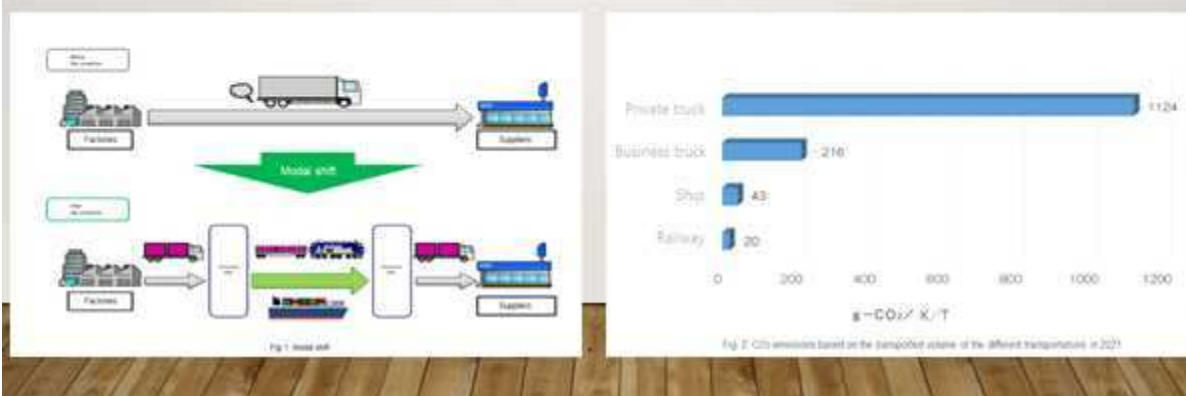 Factories
Suppliers
Modal shift
Factories
Suppliers
Fig 1. Modal shift
Private truck
1124
Business truck
216
Ship
43
Railway
20
0 200 400 600 800 1000 1200
g-CO₂/ K/T
Fig. 2. CO₂ emissions based on the transported volume of the different transportations in 2021